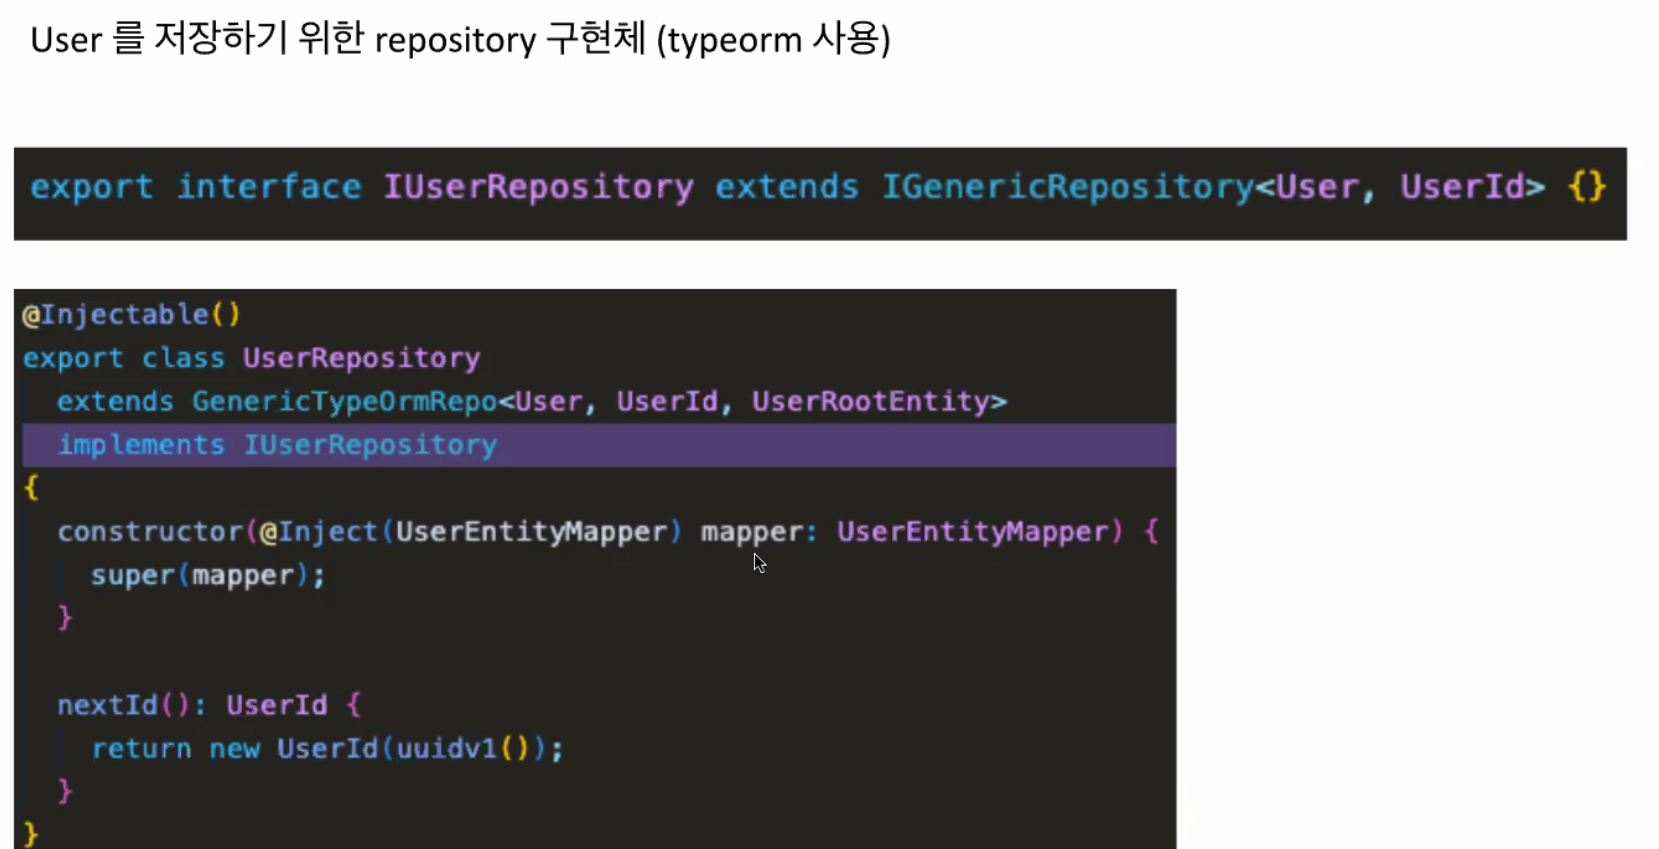 User 를 저장하기 위한 repository 구현체 (typeorm 사용)
export interface IUserRepository extends IGenericRepository<User, UserId> {}
@Injectable()
export class UserRepository
  extends GenericTypeOrmRepo<User, UserId, UserRootEntity>
  implements IUserRepository
{
  constructor(@Inject(UserEntityMapper) mapper: UserEntityMapper) {
    super(mapper);
  }
  nextId(): UserId {
    return new UserId(uuidv1());
  }
}